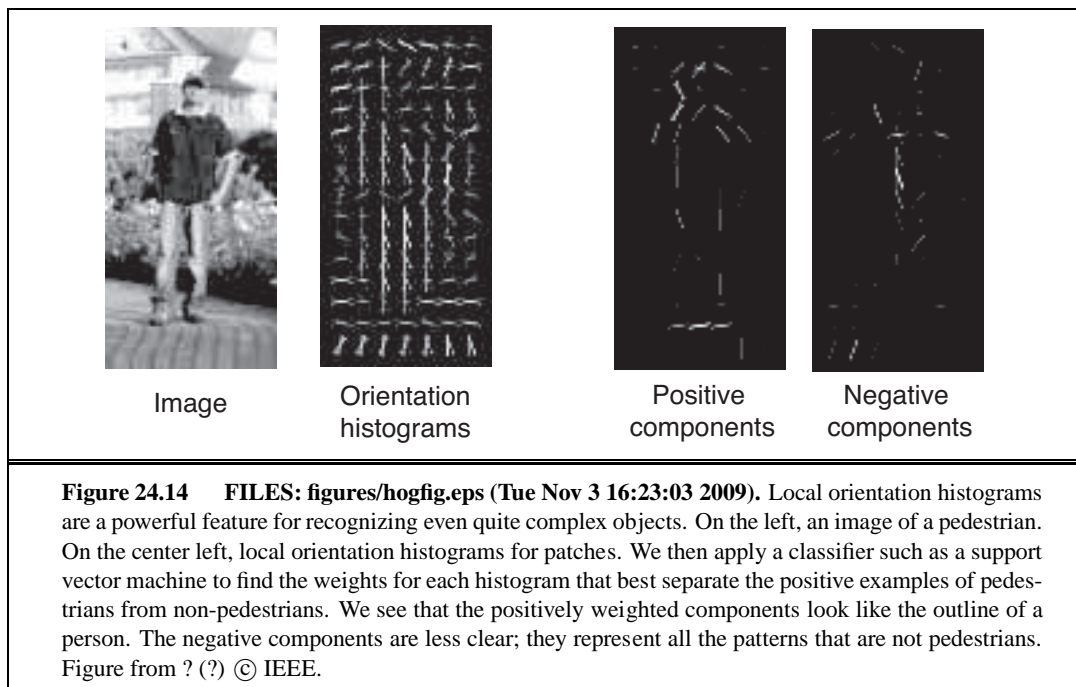 Image
Orientation
histograms
Positive
components
Negative
components
Figure 24.14 FILES: figures/hogfig.eps (Tue Nov 3 16:23:03 2009). Local orientation histograms
are a powerful feature for recognizing even quite complex objects. On the left, an image of a pedestrian.
On the center left, local orientation histograms for patches. We then apply a classifier such as a support
vector machine to find the weights for each histogram that best separate the positive examples of pedes-
trians from non-pedestrians. We see that the positively weighted components look like the outline of a
person. The negative components are less clear; they represent all the patterns that are not pedestrians.
Figure from ? (?) © IEEE.